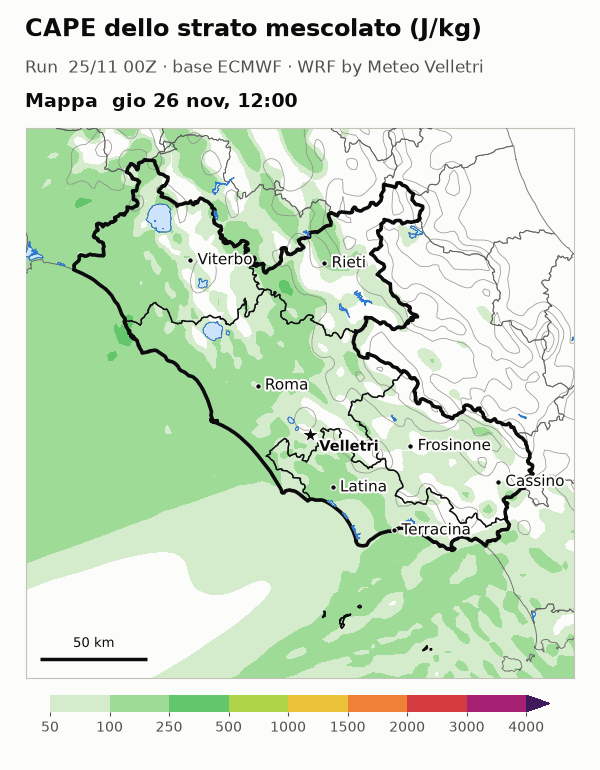 CAPE dello strato mescolato (J/kg)
Run 25/11 00Z · base ECMWF · WRF by Meteo Velletri
Mappa gio 26 nov, 12:00
Viterbo
Rieti
Roma
Velletri
Frosinone
Latina
Cassino
Terracina
50 km
50 100 250 500 1000 1500 2000 3000 4000